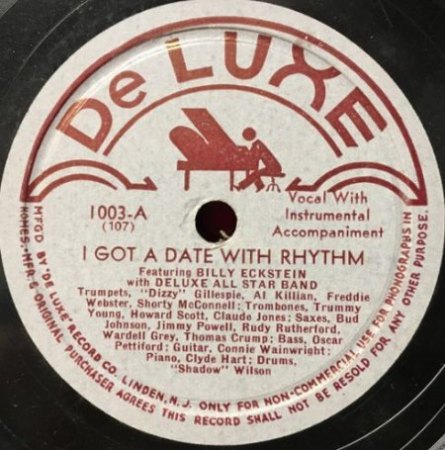 De LUXE
1003-A
(107)
Vocal With
Instrumental
Accompaniment
I GOT A DATE WITH RHYTHM
Featuring BILLY ECKSTEIN
with DELUXE ALL STAR BAND
Trumpets, "Dizzy" Gillespie, Al Killian, Freddie
Webster, Shorty McConnell; Trombones, Trummy
Young, Howard Scott, Claude Jones; Saxes, Bud
Johnson, Jimmy Powell, Rudy Rutherford,
Wardell Grey, Thomas Crump; Bass, Oscar
Pettiford; Guitar, Connie Wainwright;
Piano, Clyde Hart; Drums,
"Shadow" Wilson
MFGD BY 'DE LUXE RECORD CO. LINDEN, N. J. ONLY FOR NON-COMMERCIAL USE FOR PHONOGRAPHS IN
HOMES. MFR & ORIGINAL PURCHASER AGREES THIS RECORD SHALL NOT BE RESOLD FOR ANY OTHER PURPOSE.